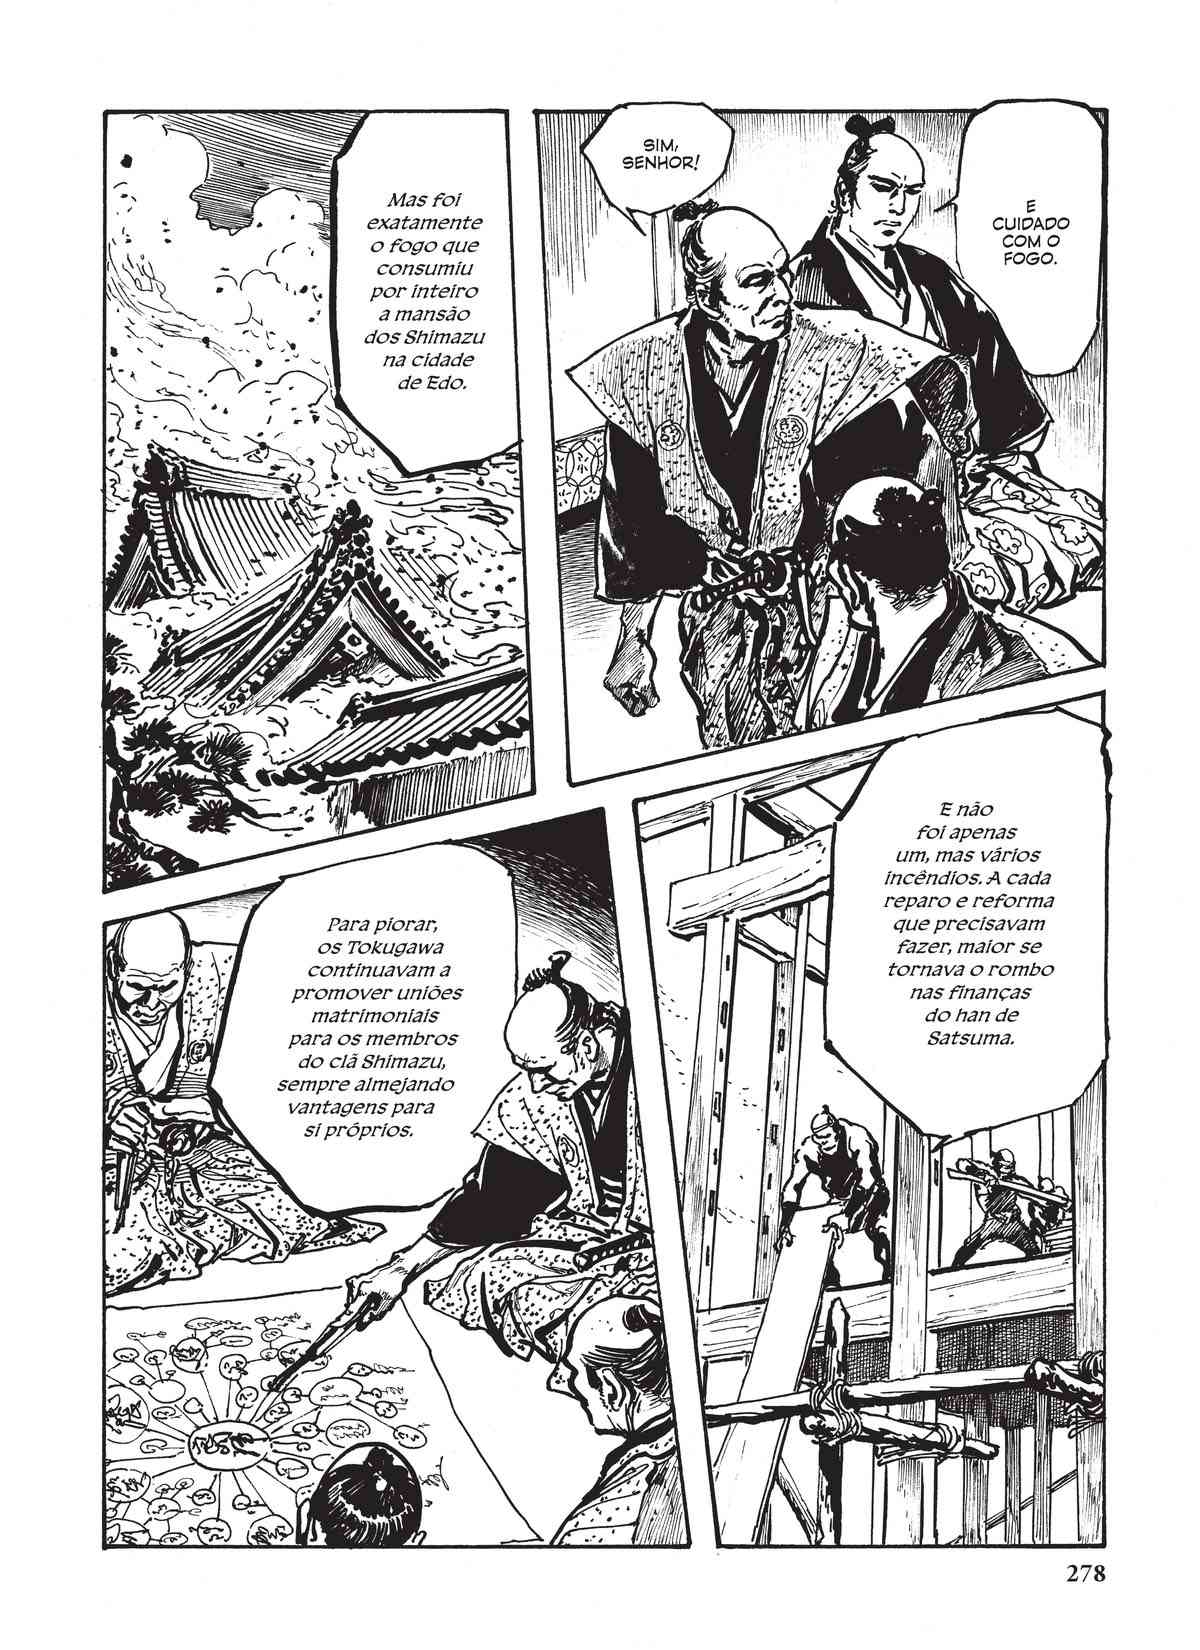 E
CUIDADO
COM O
FOGO.
SIM,
SENHOR!
Mas foi
exatamente
o fogo que
consumiu
por inteiro
a mansão
dos Shimazu
na cidade
de Edo.
E não
foi apenas
um, mas vários
incêndios. A cada
reparo e reforma
que precisavam
fazer, maior se
tornava o rombo
nas finanças
do han de
Satsuma.
Para piorar,
os Tokugawa
continuavam a
promover uniões
matrimoniais
para os membros
do clã Shimazu,
sempre almejando
vantagens para
si próprios.
278